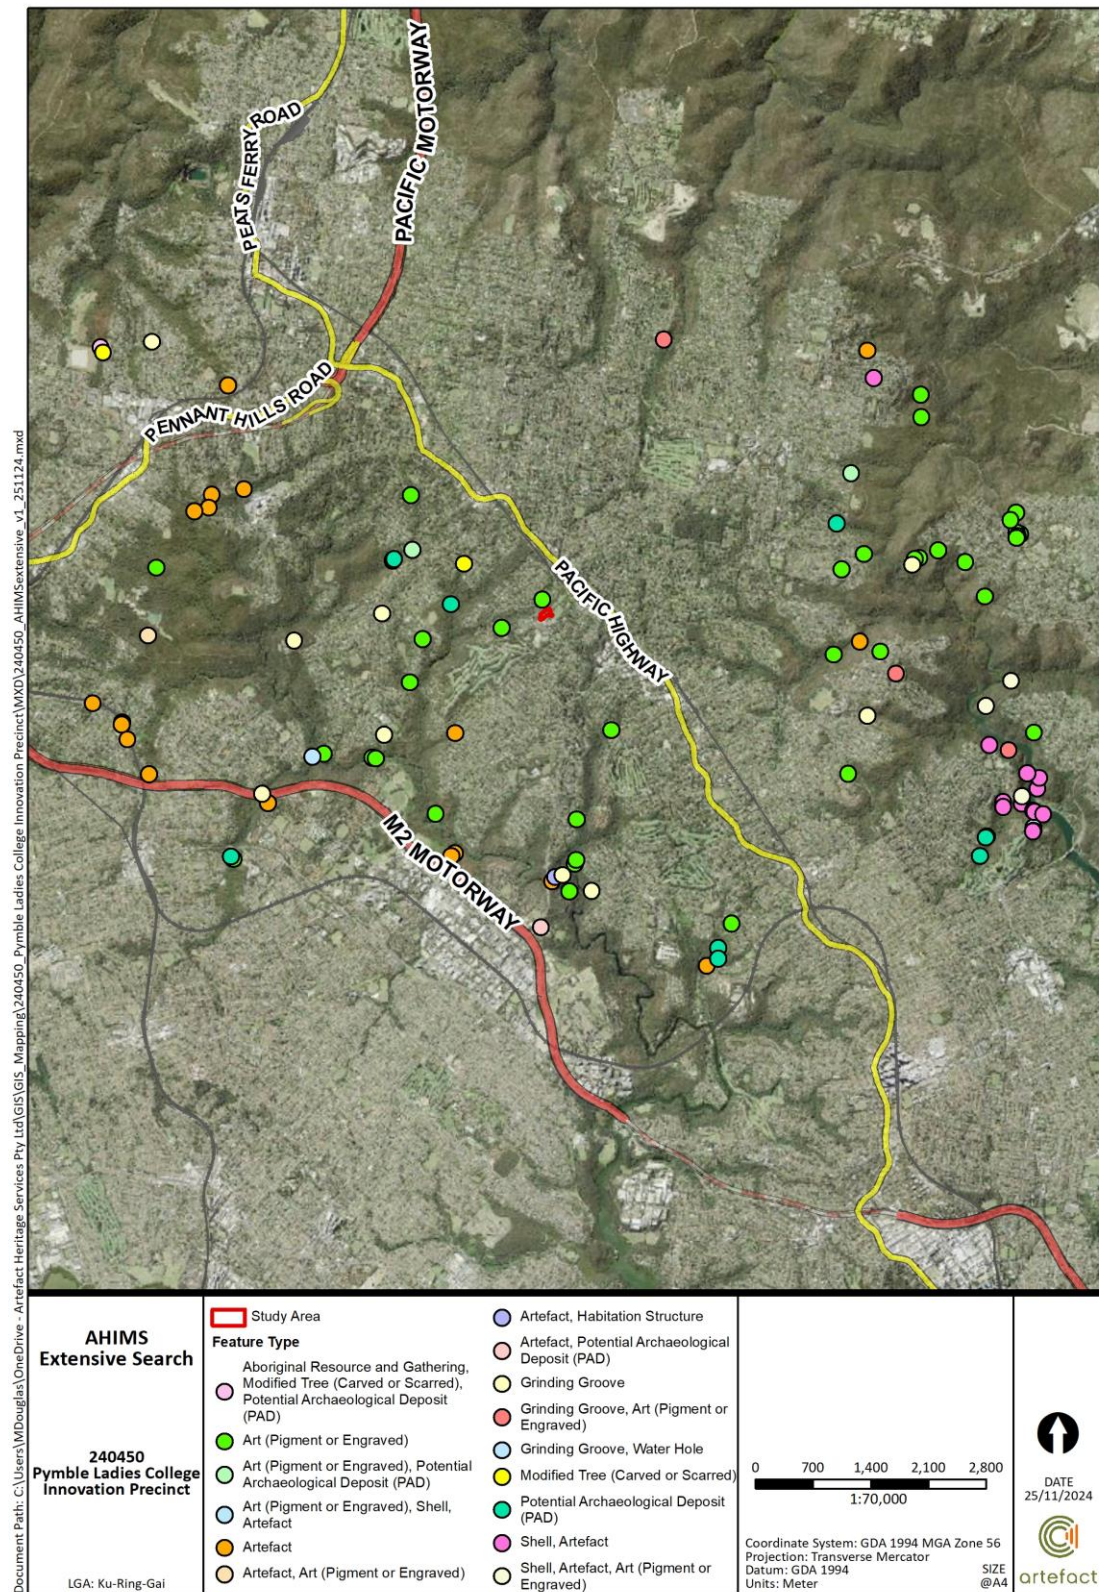 PEATS FERRY ROAD
PACIFIC MOTORWAY
PENNANT HILLS ROAD
PACIFIC HIGHWAY
M2 MOTORWAY
Document Path: C:\Users\MDouglas\OneDrive - Artefact Heritage Services Pty Ltd\GIS\GIS_Mapping\240450_Pymble Ladies College Innovation Precinct\MXD\240450_AHIMSextensive_v1_251124.mxd
AHIMS
Extensive Search
240450
Pymble Ladies College
Innovation Precinct
LGA: Ku-Ring-Gai
Study Area
Feature Type
Aboriginal Resource and Gathering,
Modified Tree (Carved or Scarred),
Potential Archaeological Deposit
(PAD)
Art (Pigment or Engraved)
Art (Pigment or Engraved), Potential
Archaeological Deposit (PAD)
Art (Pigment or Engraved), Shell,
Artefact
Artefact
Artefact, Art (Pigment or Engraved)
Artefact, Habitation Structure
Artefact, Potential Archaeological
Deposit (PAD)
Grinding Groove
Grinding Groove, Art (Pigment or
Engraved)
Grinding Groove, Water Hole
Modified Tree (Carved or Scarred)
Potential Archaeological Deposit
(PAD)
Shell, Artefact
Shell, Artefact, Art (Pigment or
Engraved)
0 700 1,400 2,100 2,800
1:70,000
Coordinate System: GDA 1994 MGA Zone 56
Projection: Transverse Mercator
Datum: GDA 1994
Units: Meter
DATE
25/11/2024
artefact
SIZE
@A4